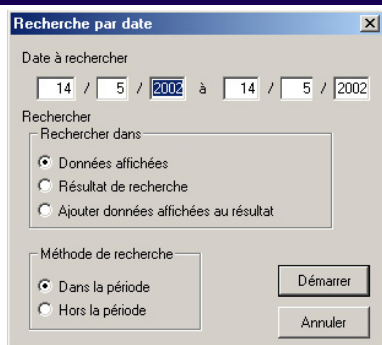 Recherche par date
Date à rechercher
14 / 5 / 2002 à 14 / 5 / 2002
Rechercher
Rechercher dans
Données affichées
Résultat de recherche
Ajouter données affichées au résultat
Méthode de recherche
Dans la période
Hors la période
Démarrer
Annuler